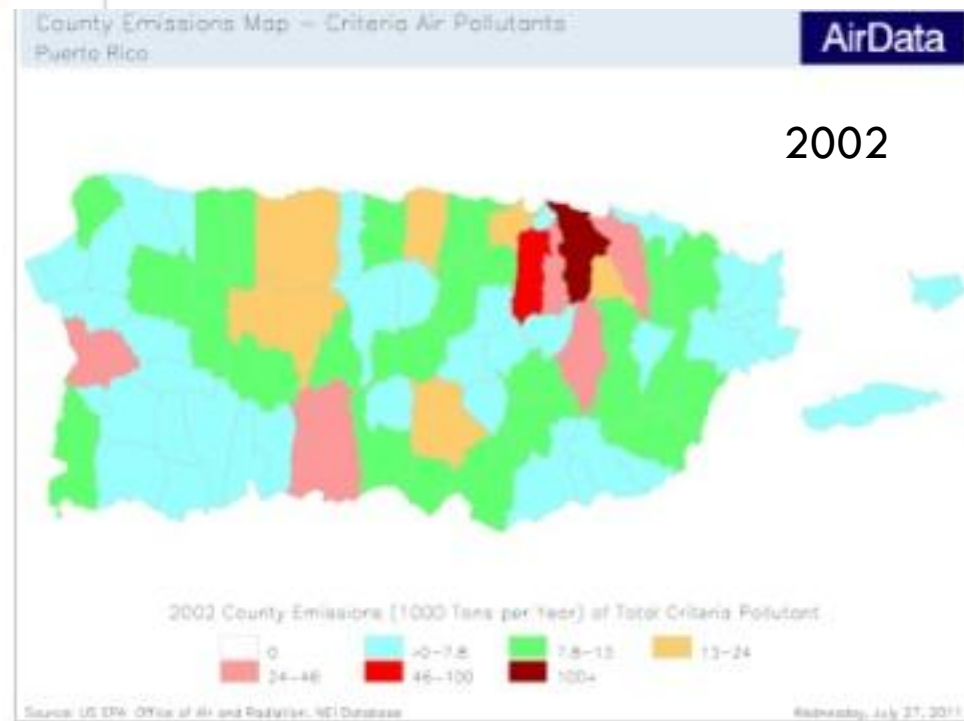 County Emissions Map – Criteria Air Pollutants
Puerto Rico
AirData
2002
2002 County Emissions (1000 Tons per Year) of Total Criteria Pollutant
0
>0-7.8
7.8-13
13-24
24-46
46-100
100+
Source: US EPA Office of Air and Radiation, NEI Database
Wednesday, July 27, 2011